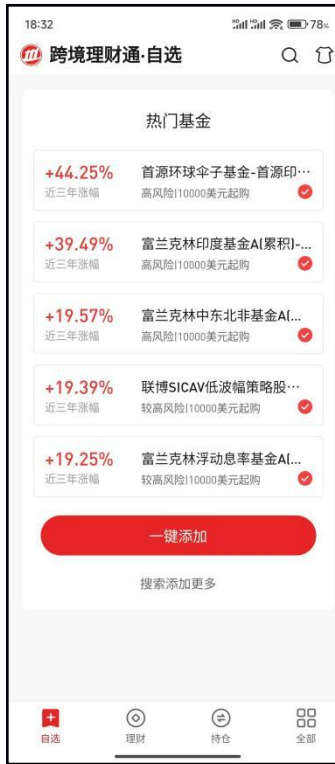 18:32
HD HD 78%
跨境理财通·自选
热门基金
+44.25%
首源环球伞子基金-首源印···
近三年涨幅
高风险|10000美元起购
+39.49%
富兰克林印度基金A(累积)-...
近三年涨幅
高风险|10000美元起购
+19.57%
富兰克林中东北非基金A(...
近三年涨幅
高风险|10000美元起购
+19.39%
联博SICAV低波幅策略股···
近三年涨幅
较高风险|10000美元起购
+19.25%
富兰克林浮动息率基金A(...
近三年涨幅
较高风险|10000美元起购
一键添加
搜索添加更多
自选
理财
持仓
全部